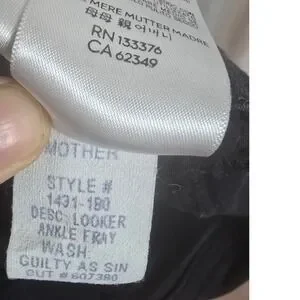 MERE MUTTER MADRE
母母 親 어머니
RN 133376
CA 62349
MOTHER
STYLE #
1431-180
DESC: LOOKER
ANKLE FRAY
WASH:
GUILTY AS SIN
CUT # 607380